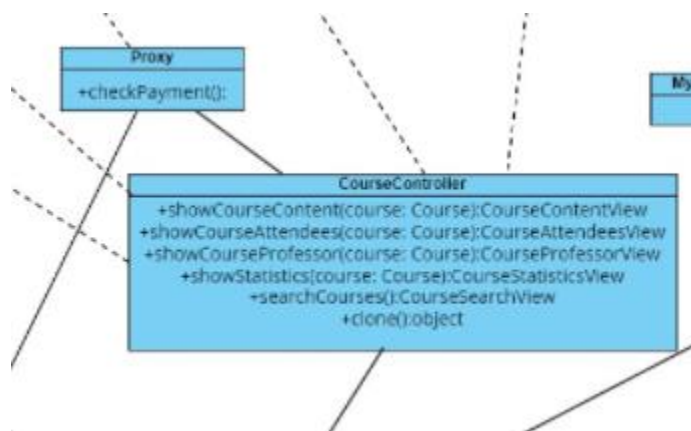 Proxy
+checkPayment():
My
CourseController
+showCourseContent(course: Course):CourseContentView
+showCourseAttendees(course: Course):CourseAttendeesView
+showCourseProfessor(course: Course):CourseProfessorView
+showStatistics(course: Course):CourseStatisticsView
+searchCourses():CourseSearchView
+clone():object